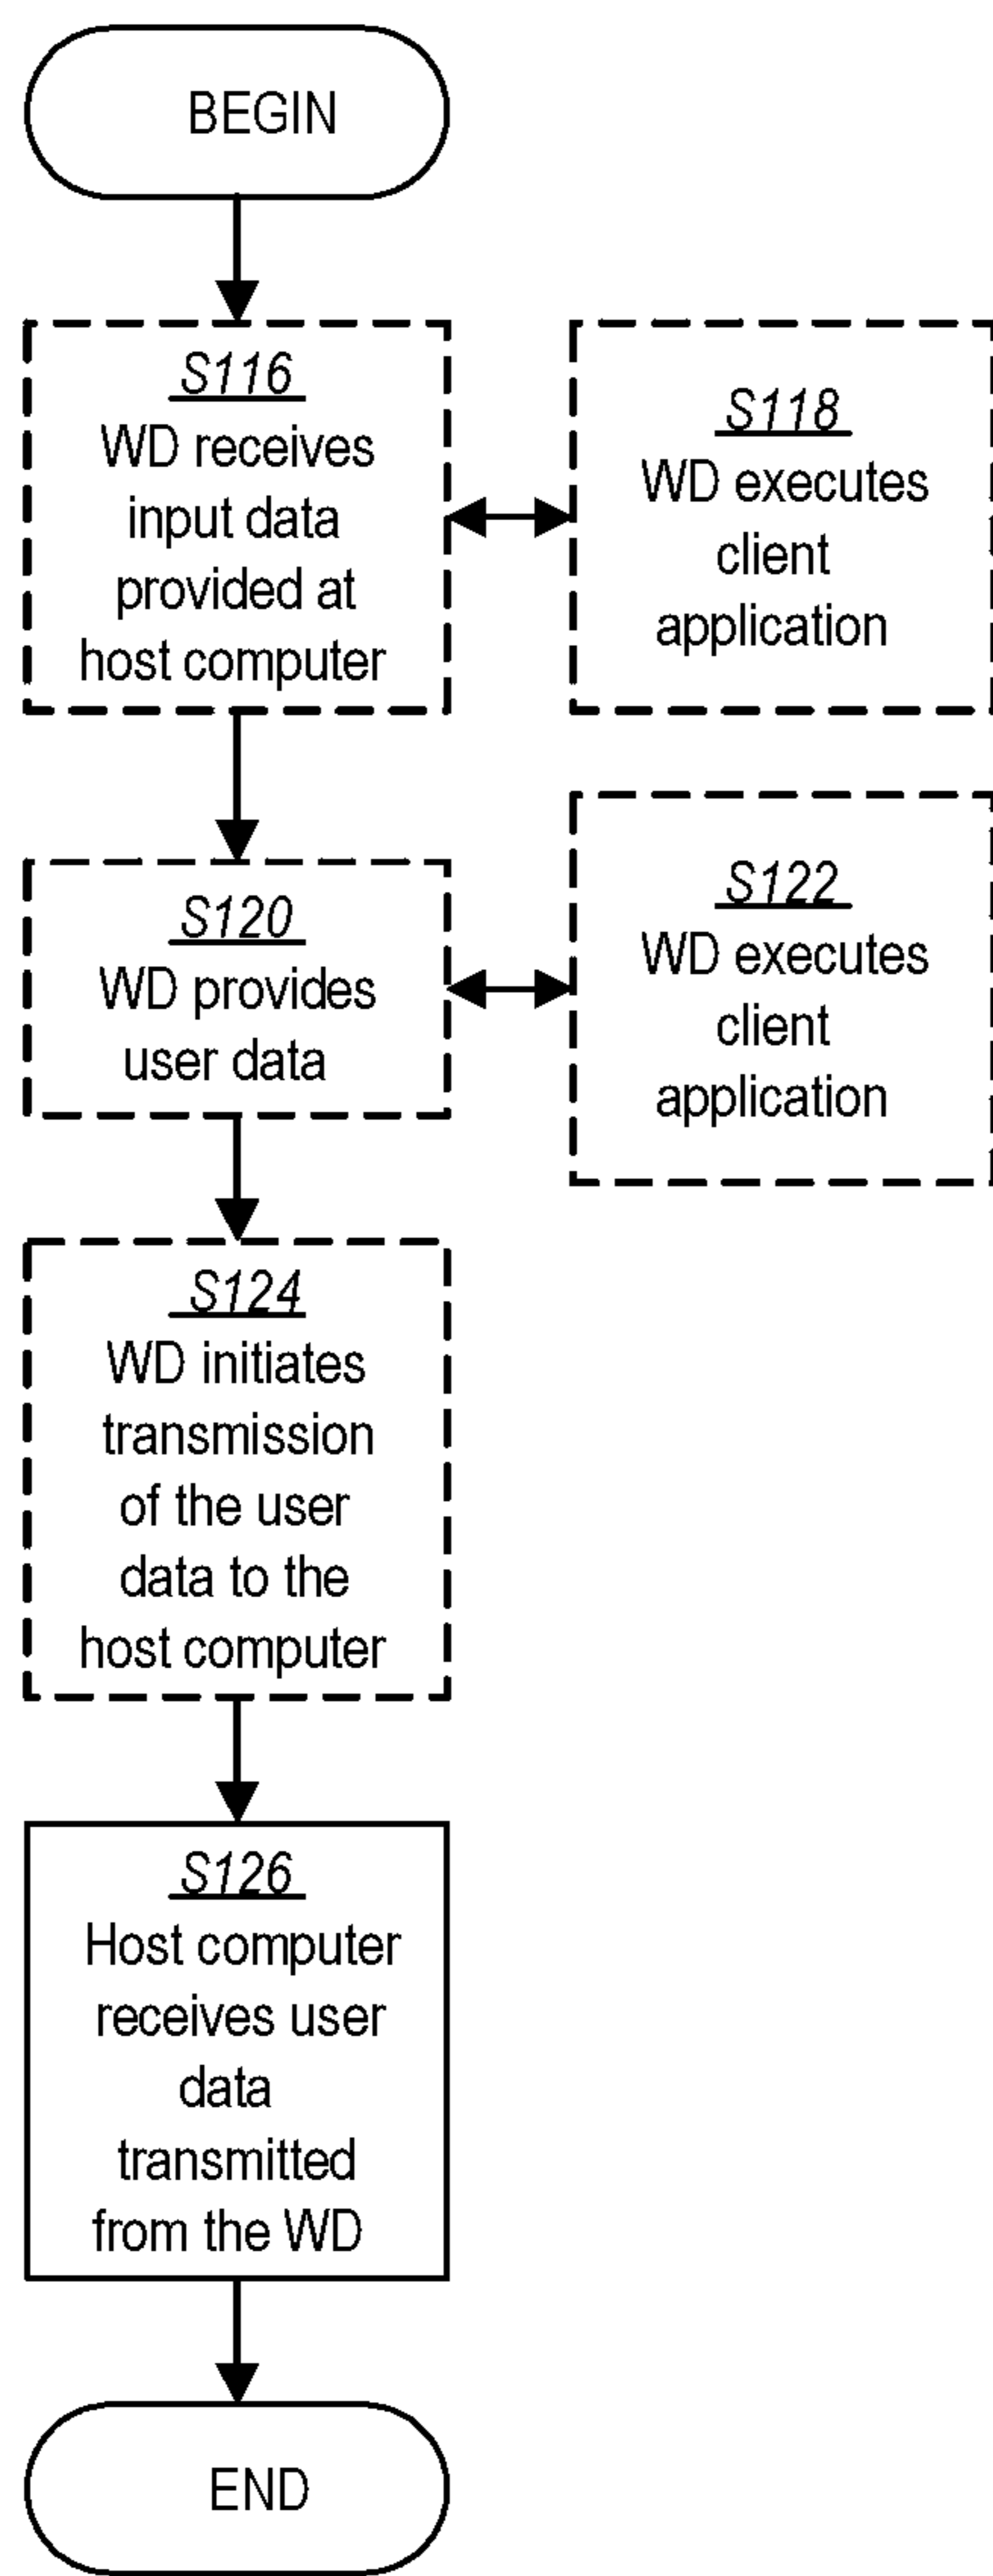 BEGIN
S116
WD receives
input data
provided at
host computer
S118
WD executes
client
application
S120
WD provides
user data
S122
WD executes
client
application
S124
WD initiates
transmission
of the user
data to the
host computer
S126
Host computer
receives user
data
transmitted
from the WD
END